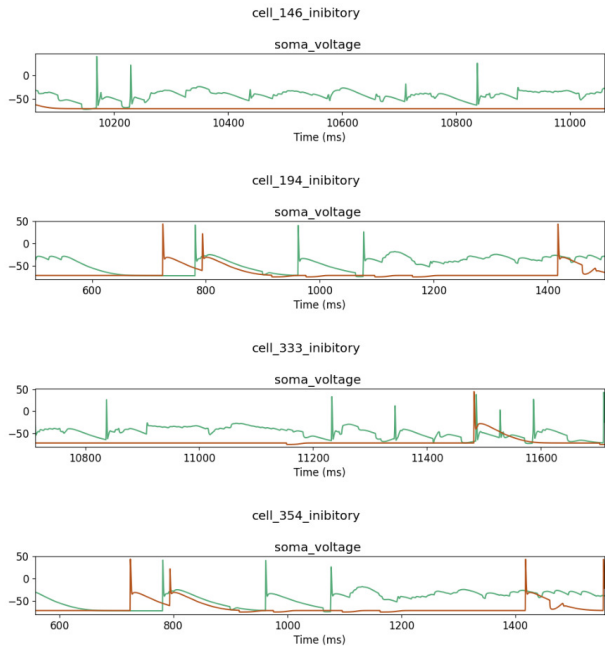 cell_146_inibitory
soma_voltage
0
−50
10200 10400 10600 10800 11000
Time (ms)
cell_194_inibitory
soma_voltage
50
0
−50
600 800 1000 1200 1400
Time (ms)
cell_333_inibitory
soma_voltage
50
0
−50
10800 11000 11200 11400 11600
Time (ms)
cell_354_inibitory
soma_voltage
50
0
−50
600 800 1000 1200 1400
Time (ms)